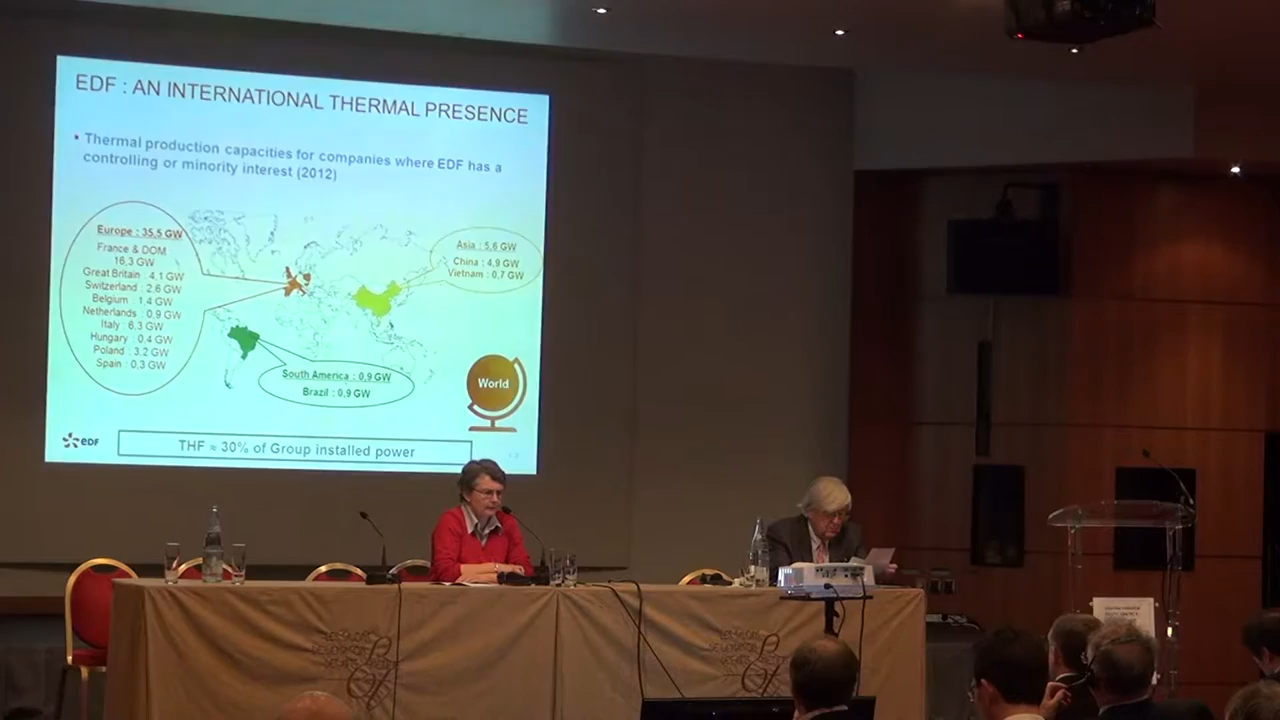 EDF : AN INTERNATIONAL THERMAL PRESENCE
• Thermal production capacities for companies where EDF has a
controlling or minority interest (2012)
Europe : 35,5 GW
France & DOM
16,3 GW
Great Britain : 4,1 GW
Switzerland : 2,6 GW
Belgium : 1,4 GW
Netherlands : 0.9 GW
Italy : 6,3 GW
Hungary : 0.4 GW
Poland : 3,2 GW
Spain : 0,3 GW
Asia : 5,6 GW
China : 4,9 GW
Vietnam : 0,7 GW
South America : 0,9 GW
Brazil : 0,9 GW
World
eDF
THF ≈ 30% of Group installed power